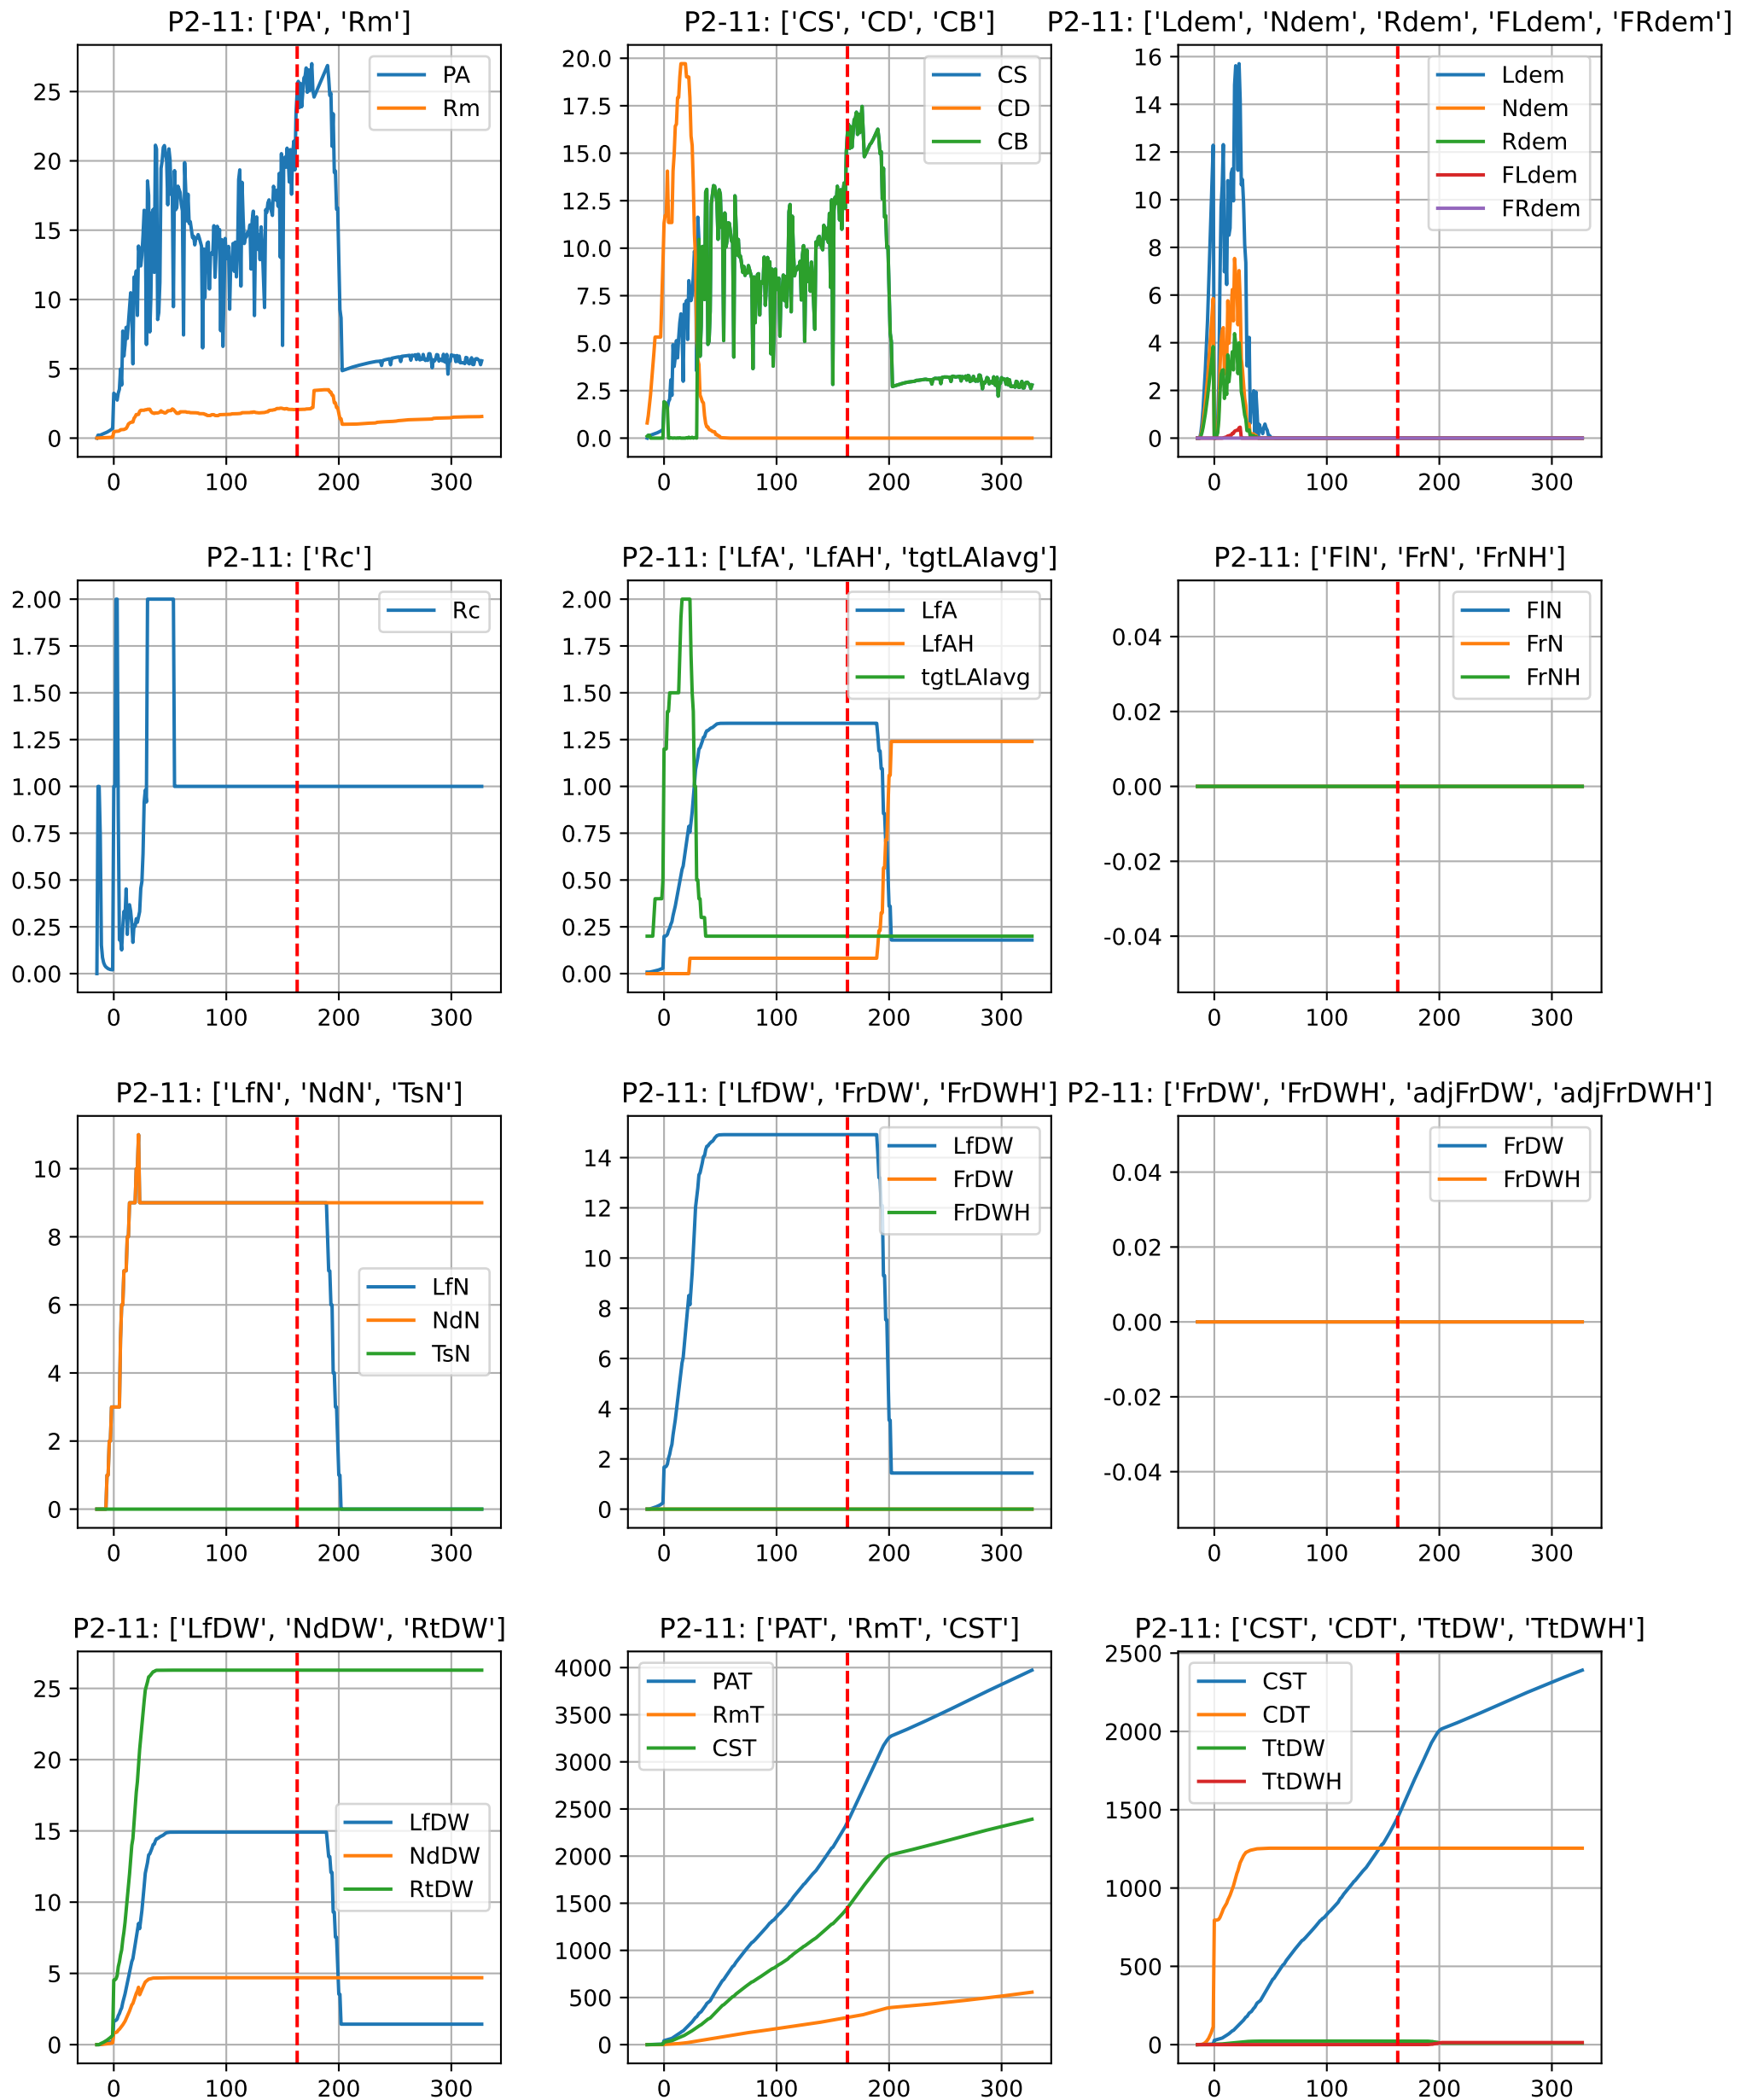 P2-11: ['PA', 'Rm']
PA
Rm
25
20
15
10
5
0
0 100 200 300
P2-11: ['CS', 'CD', 'CB']
CS
CD
CB
20.0
17.5
15.0
12.5
10.0
7.5
5.0
2.5
0.0
0 100 200 300
P2-11: ['Ldem', 'Ndem', 'Rdem', 'FLdem', 'FRdem']
Ldem
Ndem
Rdem
FLdem
FRdem
16
14
12
10
8
6
4
2
0
0 100 200 300
P2-11: ['Rc']
Rc
2.00
1.75
1.50
1.25
1.00
0.75
0.50
0.25
0.00
0 100 200 300
P2-11: ['LfA', 'LfAH', 'tgtLAIavg']
LfA
LfAH
tgtLAIavg
2.00
1.75
1.50
1.25
1.00
0.75
0.50
0.25
0.00
0 100 200 300
P2-11: ['FlN', 'FrN', 'FrNH']
FlN
FrN
FrNH
0.04
0.02
0.00
-0.02
-0.04
0 100 200 300
P2-11: ['LfN', 'NdN', 'TsN']
LfN
NdN
TsN
10
8
6
4
2
0
0 100 200 300
P2-11: ['LfDW', 'FrDW', 'FrDWH']
LfDW
FrDW
FrDWH
14
12
10
8
6
4
2
0
0 100 200 300
P2-11: ['FrDW', 'FrDWH', 'adjFrDW', 'adjFrDWH']
FrDW
FrDWH
0.04
0.02
0.00
-0.02
-0.04
0 100 200 300
P2-11: ['LfDW', 'NdDW', 'RtDW']
LfDW
NdDW
RtDW
25
20
15
10
5
0
0 100 200 300
P2-11: ['PAT', 'RmT', 'CST']
PAT
RmT
CST
4000
3500
3000
2500
2000
1500
1000
500
0
0 100 200 300
P2-11: ['CST', 'CDT', 'TtDW', 'TtDWH']
CST
CDT
TtDW
TtDWH
2500
2000
1500
1000
500
0
0 100 200 300